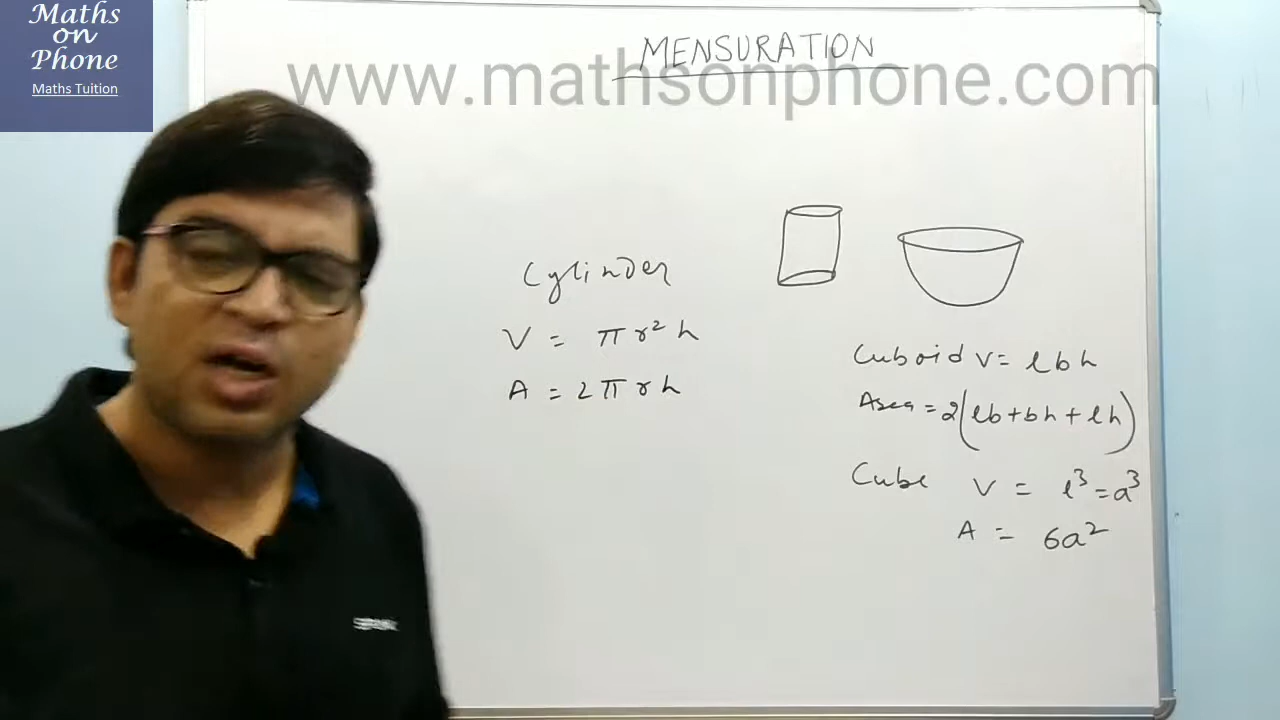 Maths
on
Phone
Maths Tuition
MENSURATION
www.mathsonphone.com
Cylinder
V = πr²h
A = 2πrh
Cuboid V = lbh
Area = 2(lb+bh+lh)
Cube V = l³=a³
A = 6a²